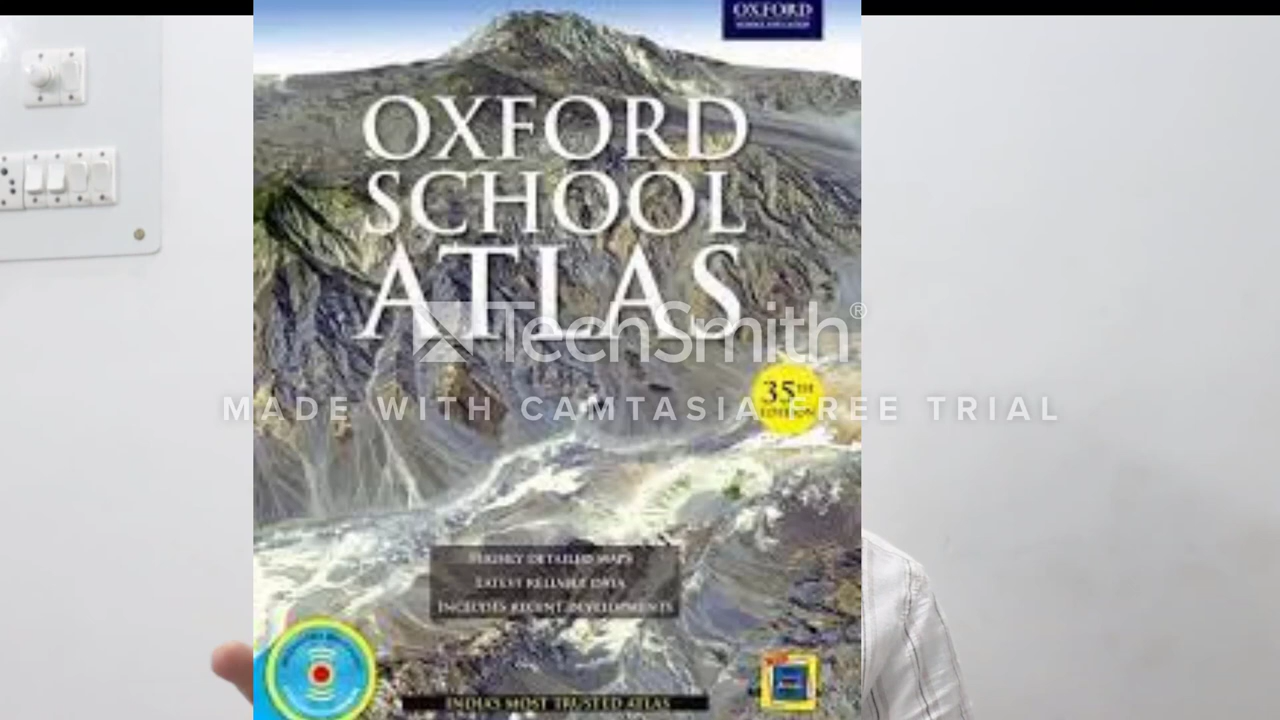 OXFORD
OXFORD
SCHOOL
ATLAS
TechSmith®
35TH
EDITION
MADE WITH CAMTASIA FREE TRIAL
HIGHLY DETAILED MAPS
LATEST RELIABLE DATA
INCLUDES RECENT DEVELOPMENTS
INDIA'S MOST TRUSTED ATLAS